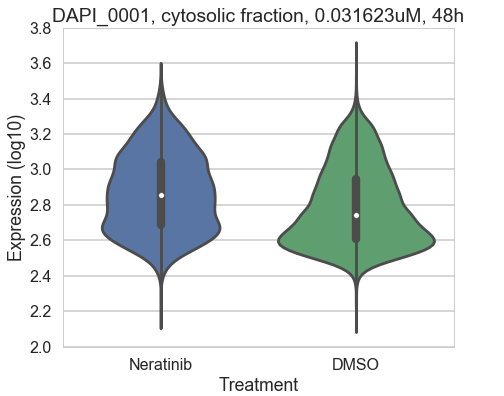 DAPI_0001, cytosolic fraction, 0.031623uM, 48h
Expression (log10)
3.8
3.6
3.4
3.2
3.0
2.8
2.6
2.4
2.2
2.0
Neratinib DMSO
Treatment